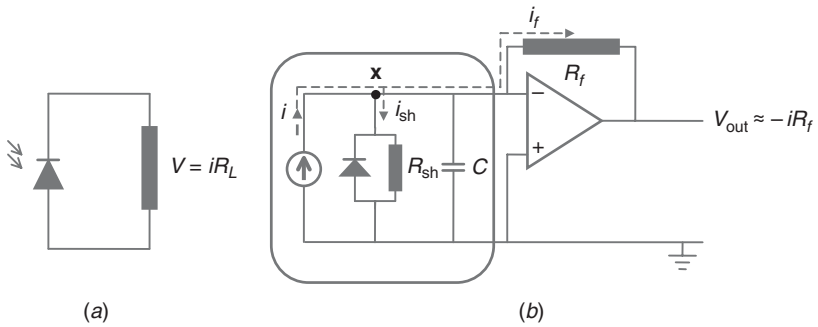 V = iR_L
(a)
x
i
i_sh
R_sh
C
i_f
R_f
−
+
V_out ≈ − iR_f
(b)